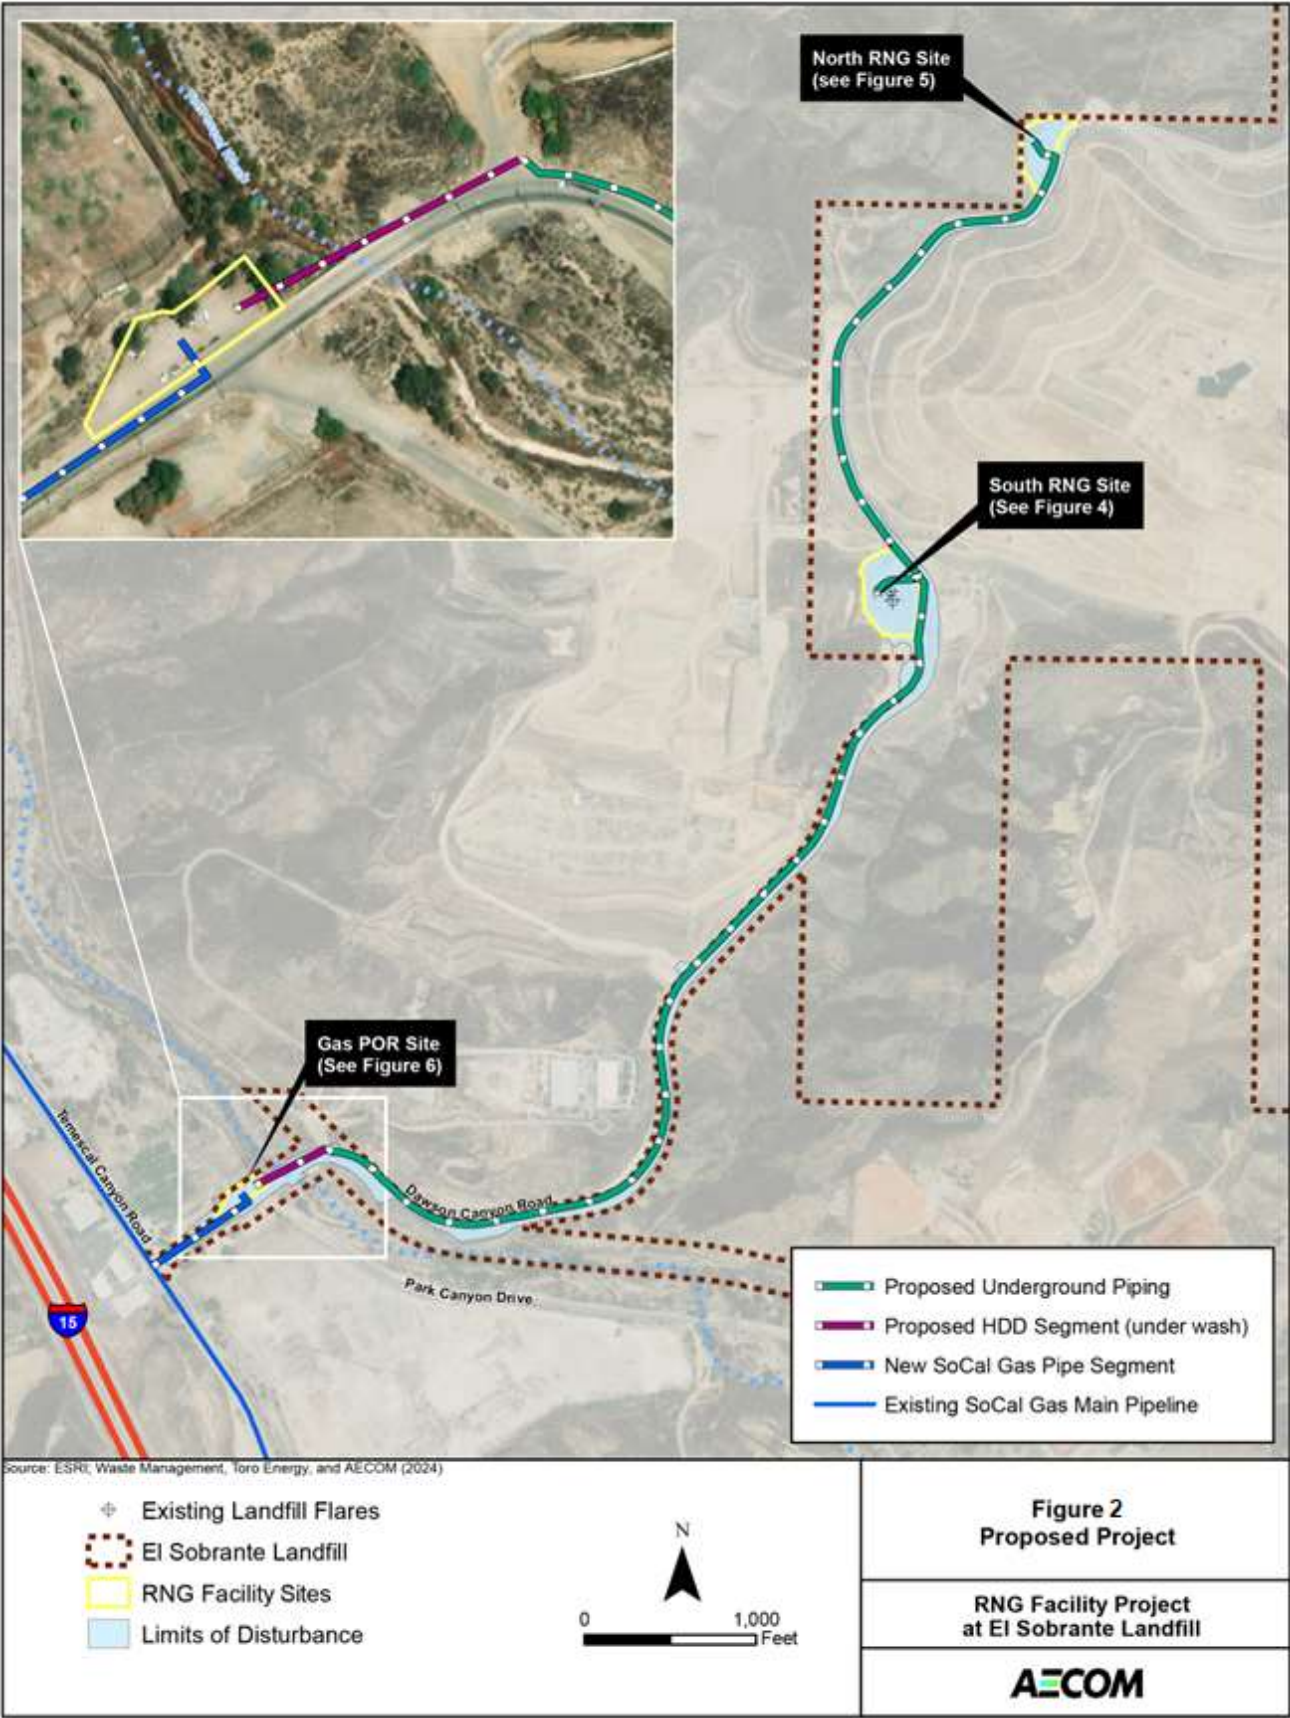 North RNG Site
(see Figure 5)
South RNG Site
(See Figure 4)
Gas POR Site
(See Figure 6)
Temescal Canyon Road
Dawson Canyon Road
Park Canyon Drive
15
Proposed Underground Piping
Proposed HDD Segment (under wash)
New SoCal Gas Pipe Segment
Existing SoCal Gas Main Pipeline
Source: ESRI, Waste Management, Toro Energy, and AECOM (2024)
Existing Landfill Flares
El Sobrante Landfill
RNG Facility Sites
Limits of Disturbance
N
0 1,000
Feet
Figure 2
Proposed Project
RNG Facility Project
at El Sobrante Landfill
AECOM